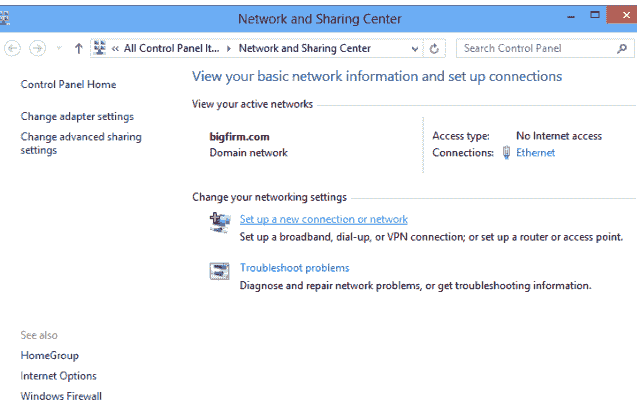 Network and Sharing Center
« All Control Panel It... Network and Sharing Center
Search Control Panel
Control Panel Home
Change adapter settings
Change advanced sharing
settings
See also
HomeGroup
Internet Options
Windows Firewall
View your basic network information and set up connections
View your active networks
bigfirm.com
Domain network
Access type: No Internet access
Connections: Ethernet
Change your networking settings
Set up a new connection or network
Set up a broadband, dial-up, or VPN connection; or set up a router or access point.
Troubleshoot problems
Diagnose and repair network problems, or get troubleshooting information.